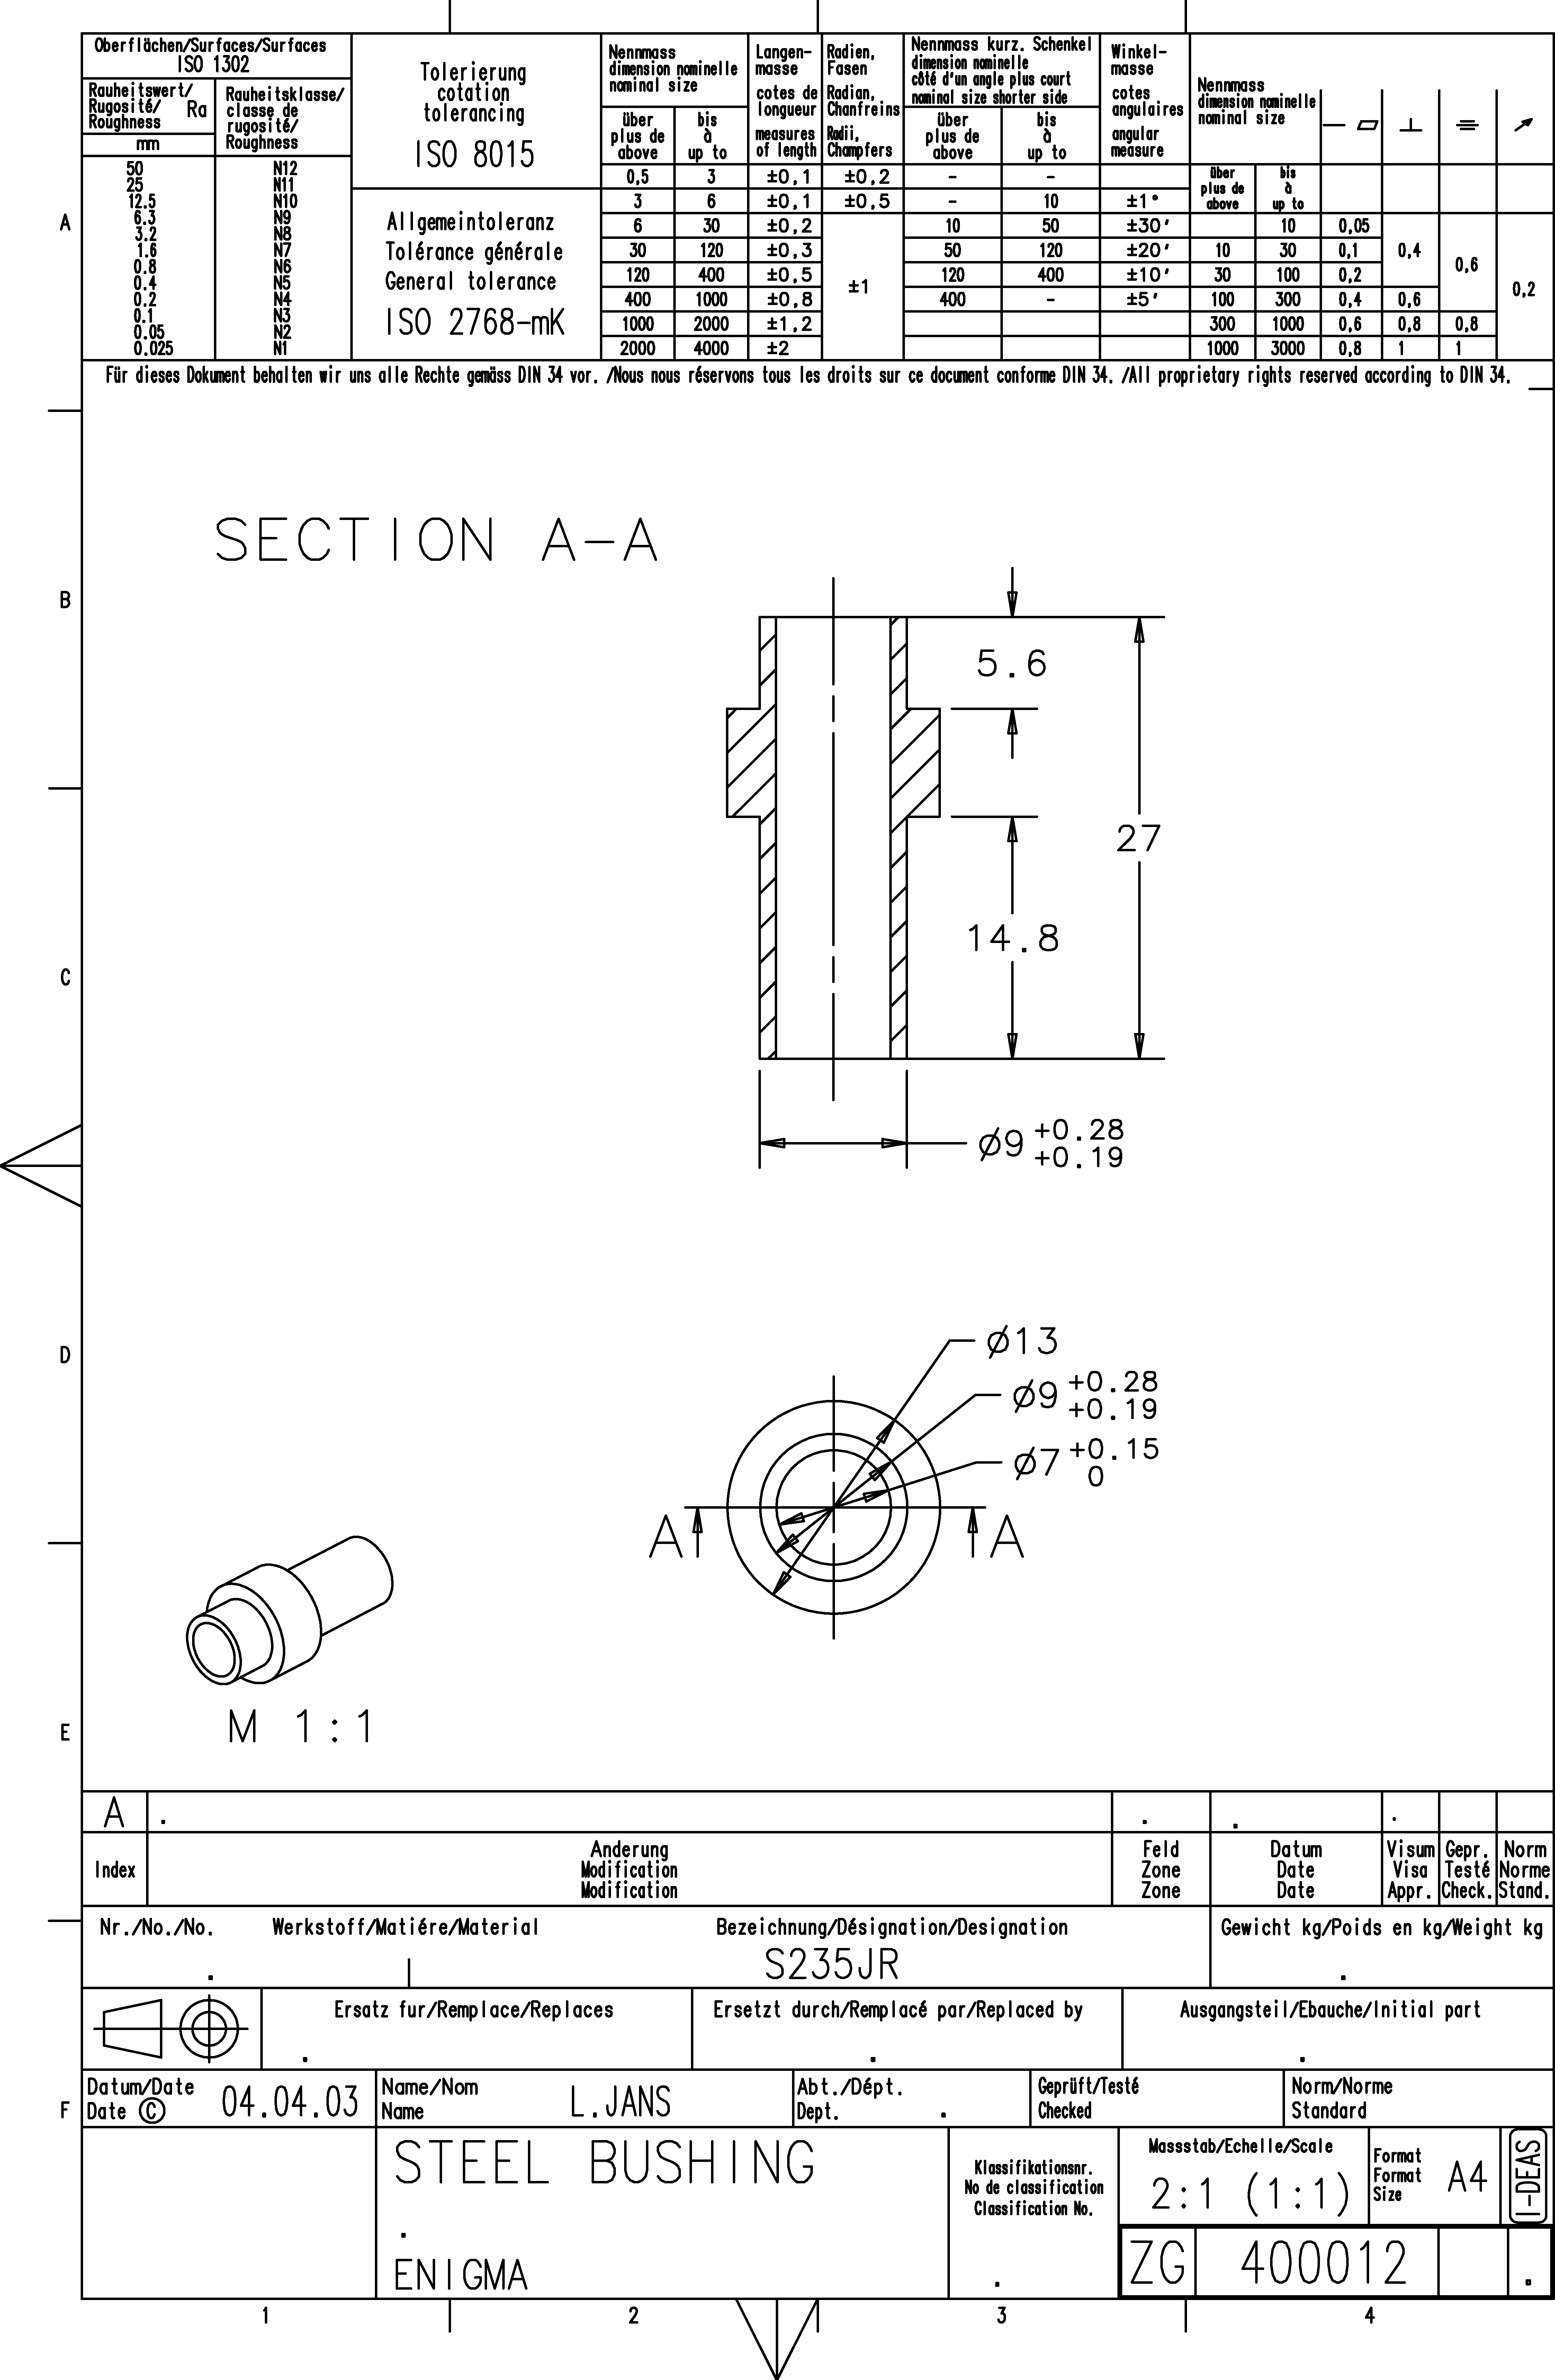 Oberflächen/Surfaces/Surfaces
ISO 1302
Rauheitswert/
Rugosité/ Ra
Roughness
mm
Rauheitsklasse/
classe de
rugosité/
Roughness
50 N12
25 N11
12.5 N10
6.3 N9
3.2 N8
1.6 N7
0.8 N6
0.4 N5
0.2 N4
0.1 N3
0.05 N2
0.025 N1
Tolerierung
cotation
tolerancing
ISO 8015
Allgemeintoleranz
Tolérance générale
General tolerance
ISO 2768-mK
Nennmass
dimension nominelle
nominal size
über
plus de
above
bis
à
up to
Langen-
masse
cotes de
longueur
measures
of length
Radien,
Fasen
Radian,
Chanfreins
Radii,
Champfers
Nennmass kurz. Schenkel
dimension nominelle
côté d'un angle plus court
nominal size shorter side
über
plus de
above
bis
à
up to
Winkel-
masse
cotes
angulaires
angular
measure
0,5 3 ±0,1 ±0,2 - -
3 6 ±0,1 ±0,5 - 10 ±1°
6 30 ±0,2 10 50 ±30'
30 120 ±0,3 50 120 ±20'
120 400 ±0,5 ±1 120 400 ±10'
400 1000 ±0,8 400 - ±5'
1000 2000 ±1,2
2000 4000 ±2
Nennmass
dimension nominelle
nominal size
über
plus de
above
bis
à
up to
10 0,05
10 30 0,1 0,4
30 100 0,2 0,6
100 300 0,4 0,6 0,2
300 1000 0,6 0,8 0,8
1000 3000 0,8 1 1
Für dieses Dokument behalten wir uns alle Rechte gemäss DIN 34 vor. /Nous nous réservons tous les droits sur ce document conforme DIN 34. /All proprietary rights reserved according to DIN 34.
A
B
C
D
E
F
SECTION A-A
5.6
27
14.8
Ø9 +0.28
+0.19
Ø13
Ø9 +0.28
+0.19
Ø7 +0.15
0
A A
M 1:1
A . . . .
Index
Anderung
Modification
Modification
Feld
Zone
Zone
Datum
Date
Date
Visum
Visa
Appr.
Gepr.
Testé
Check.
Norm
Norme
Stand.
Nr./No./No. Werkstoff/Matiére/Material Bezeichnung/Désignation/Designation Gewicht kg/Poids en kg/Weight kg
. S235JR .
Ersatz fur/Remplace/Replaces Ersetzt durch/Remplacé par/Replaced by Ausgangsteil/Ebauche/Initial part
. . .
Datum/Date
Date © 04.04.03
Name/Nom
Name L.JANS
Abt./Dépt.
Dept. .
Geprüft/Testé
Checked
Norm/Norme
Standard
STEEL BUSHING
.
ENIGMA
Klassifikationsnr.
No de classification
Classification No.
.
Massstab/Echelle/Scale
2:1 (1:1)
Format
Format
Size
A4
I-DEAS
ZG 400012 .
1 2 3 4